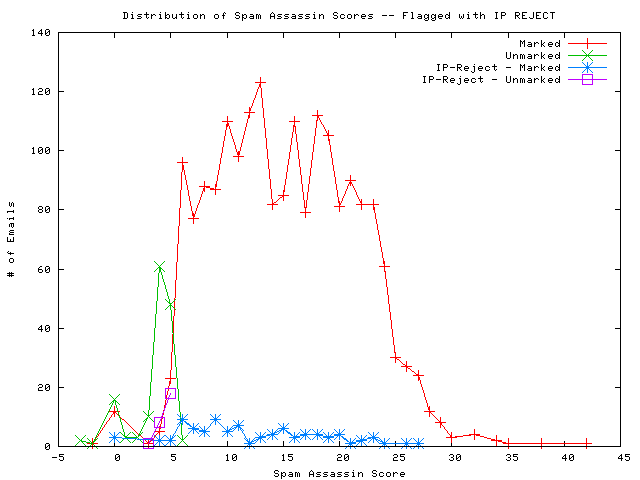 Distribution of Spam Assassin Scores -- Flagged with IP REJECT
Marked
Unmarked
IP-Reject - Marked
IP-Reject - Unmarked
140
120
100
80
60
40
20
0
# of Emails
-5 0 5 10 15 20 25 30 35 40 45
Spam Assassin Score